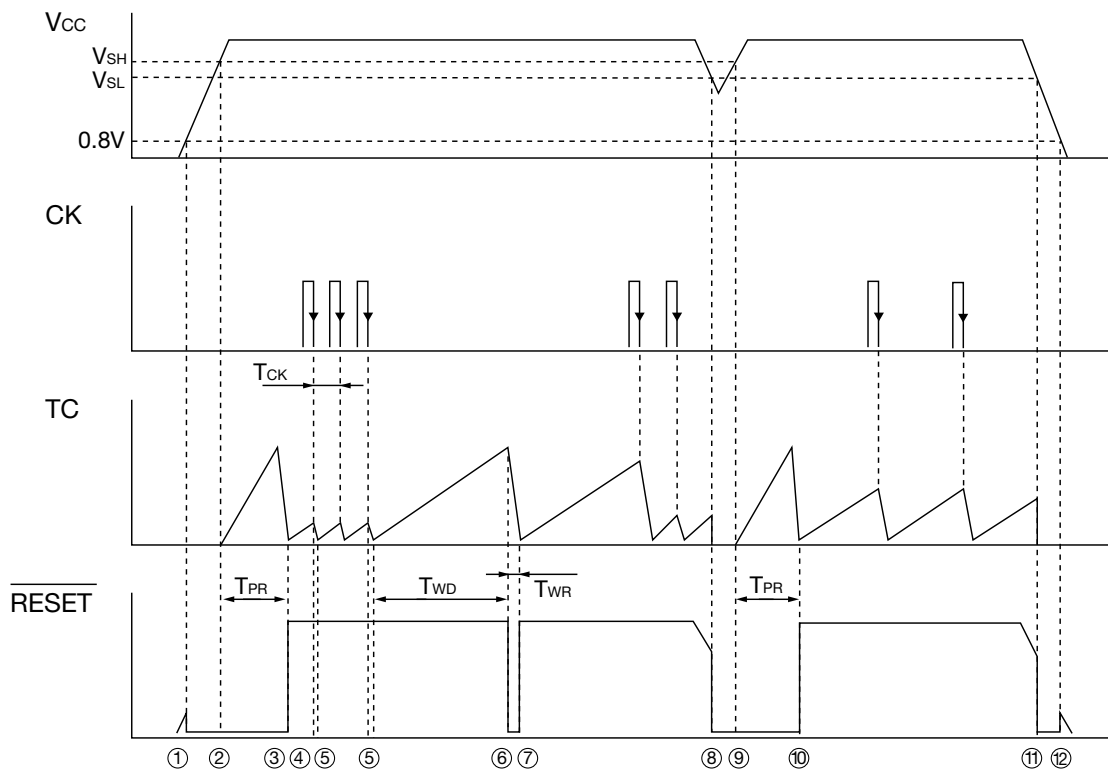 VCC
VSH
VSL
0.8V
CK
TCK
TC
RESET
TPR
TWD
TWR
TPR
① ② ③ ④ ⑤ ⑤ ⑥ ⑦ ⑧ ⑨ ⑩ ⑪ ⑫